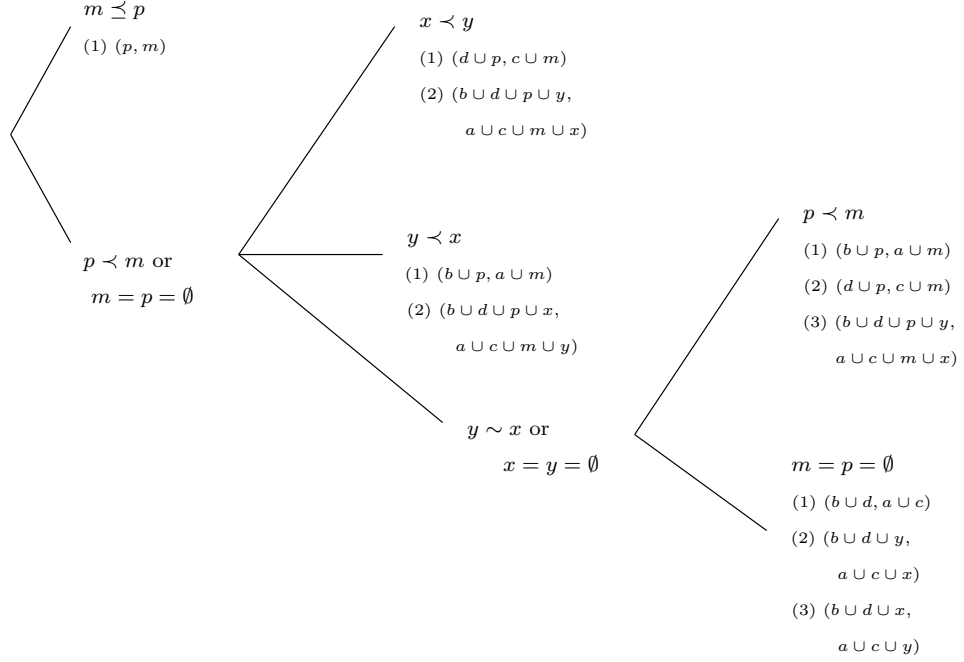 m ⪯ p
(1) (p, m)
p ≺ m or
m = p = ∅
x ≺ y
(1) (d ∪ p, c ∪ m)
(2) (b ∪ d ∪ p ∪ y,
a ∪ c ∪ m ∪ x)
y ≺ x
(1) (b ∪ p, a ∪ m)
(2) (b ∪ d ∪ p ∪ x,
a ∪ c ∪ m ∪ y)
y ∼ x or
x = y = ∅
p ≺ m
(1) (b ∪ p, a ∪ m)
(2) (d ∪ p, c ∪ m)
(3) (b ∪ d ∪ p ∪ y,
a ∪ c ∪ m ∪ x)
m = p = ∅
(1) (b ∪ d, a ∪ c)
(2) (b ∪ d ∪ y,
a ∪ c ∪ x)
(3) (b ∪ d ∪ x,
a ∪ c ∪ y)